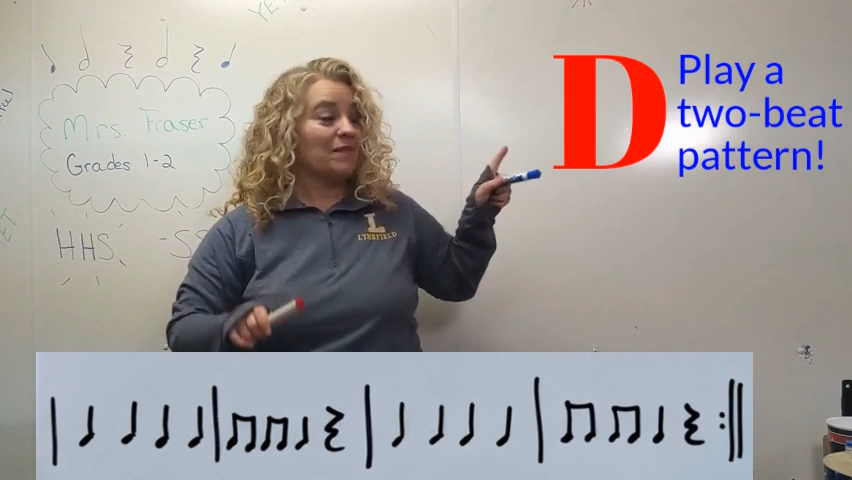 Mrs. Fraser
Grades 1-2
HHS
D
Play a
two-beat
pattern!
L
LYNNFIELD